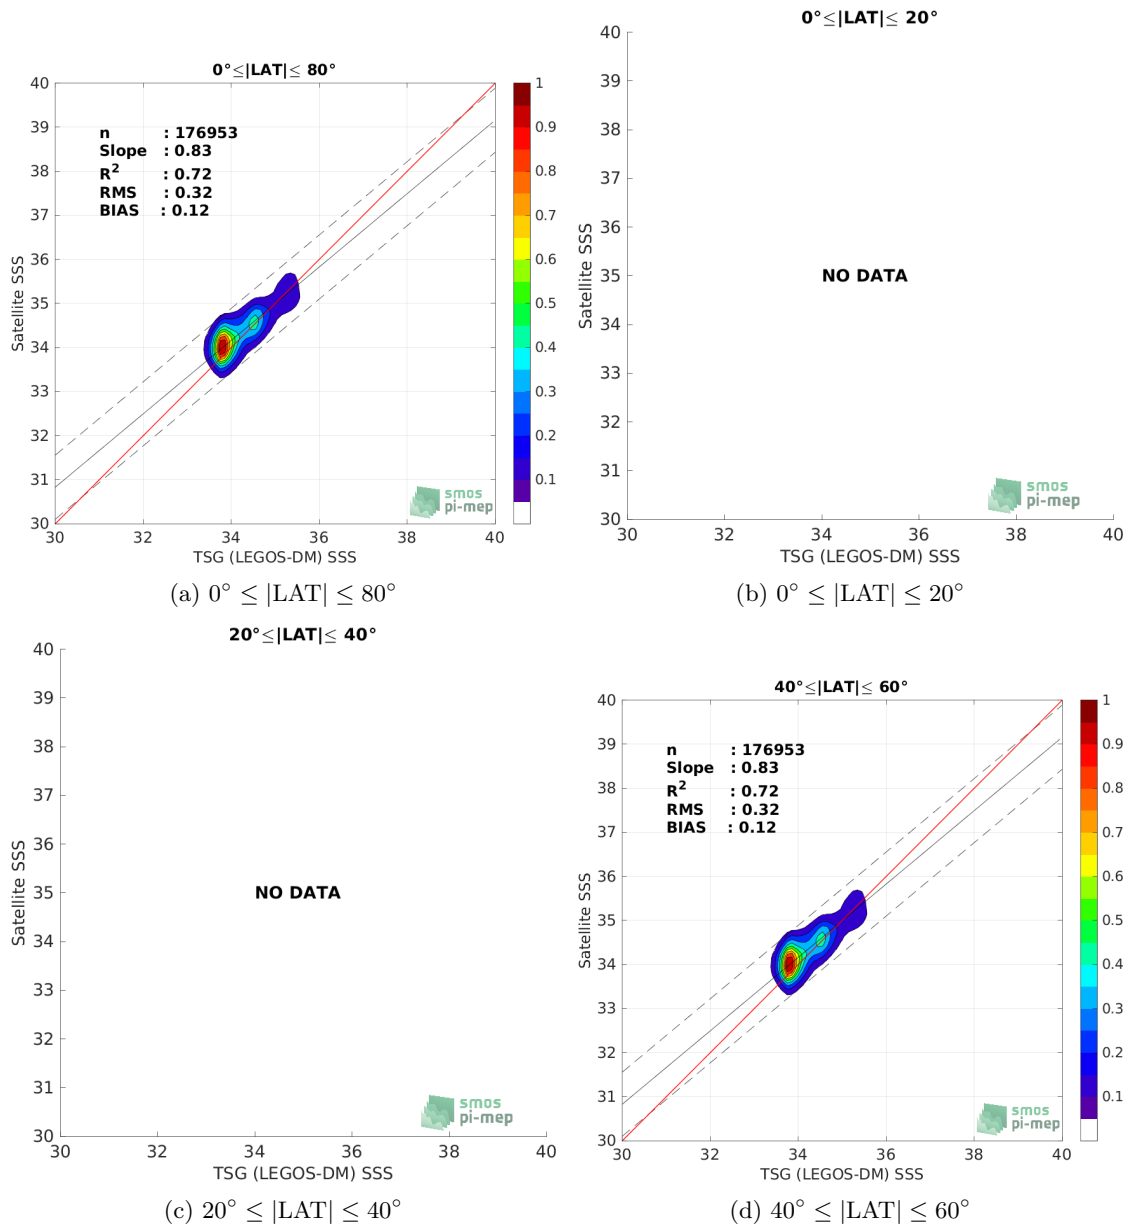 0°≤|LAT|≤ 80°
40
39
38
37
36
35
34
33
32
31
30
Satellite SSS
n : 176953
Slope : 0.83
R² : 0.72
RMS : 0.32
BIAS : 0.12
smos
pi-mep
30 32 34 36 38 40
TSG (LEGOS-DM) SSS
1
0.9
0.8
0.7
0.6
0.5
0.4
0.3
0.2
0.1
(a) 0° ≤ |LAT| ≤ 80°
0°≤|LAT|≤ 20°
40
39
38
37
36
35
34
33
32
31
30
Satellite SSS
NO DATA
smos
pi-mep
30 32 34 36 38 40
TSG (LEGOS-DM) SSS
(b) 0° ≤ |LAT| ≤ 20°
20°≤|LAT|≤ 40°
40
39
38
37
36
35
34
33
32
31
30
Satellite SSS
NO DATA
smos
pi-mep
30 32 34 36 38 40
TSG (LEGOS-DM) SSS
(c) 20° ≤ |LAT| ≤ 40°
40°≤|LAT|≤ 60°
40
39
38
37
36
35
34
33
32
31
30
Satellite SSS
n : 176953
Slope : 0.83
R² : 0.72
RMS : 0.32
BIAS : 0.12
smos
pi-mep
30 32 34 36 38 40
TSG (LEGOS-DM) SSS
1
0.9
0.8
0.7
0.6
0.5
0.4
0.3
0.2
0.1
(d) 40° ≤ |LAT| ≤ 60°